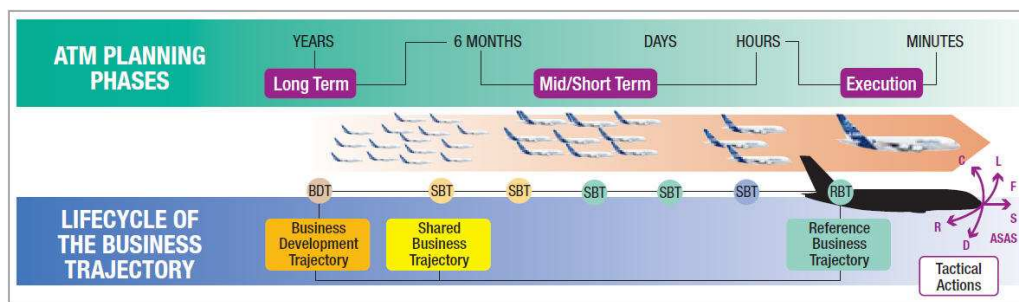 ATM PLANNING
PHASES
YEARS
6 MONTHS
DAYS
HOURS
MINUTES
Long Term
Mid/Short Term
Execution
BDT
SBT
SBT
SBT
SBT
SBT
RBT
C
L
F
S
R
D
ASAS
LIFECYCLE OF
THE BUSINESS
TRAJECTORY
Business
Development
Trajectory
Shared
Business
Trajectory
Reference
Business
Trajectory
Tactical
Actions